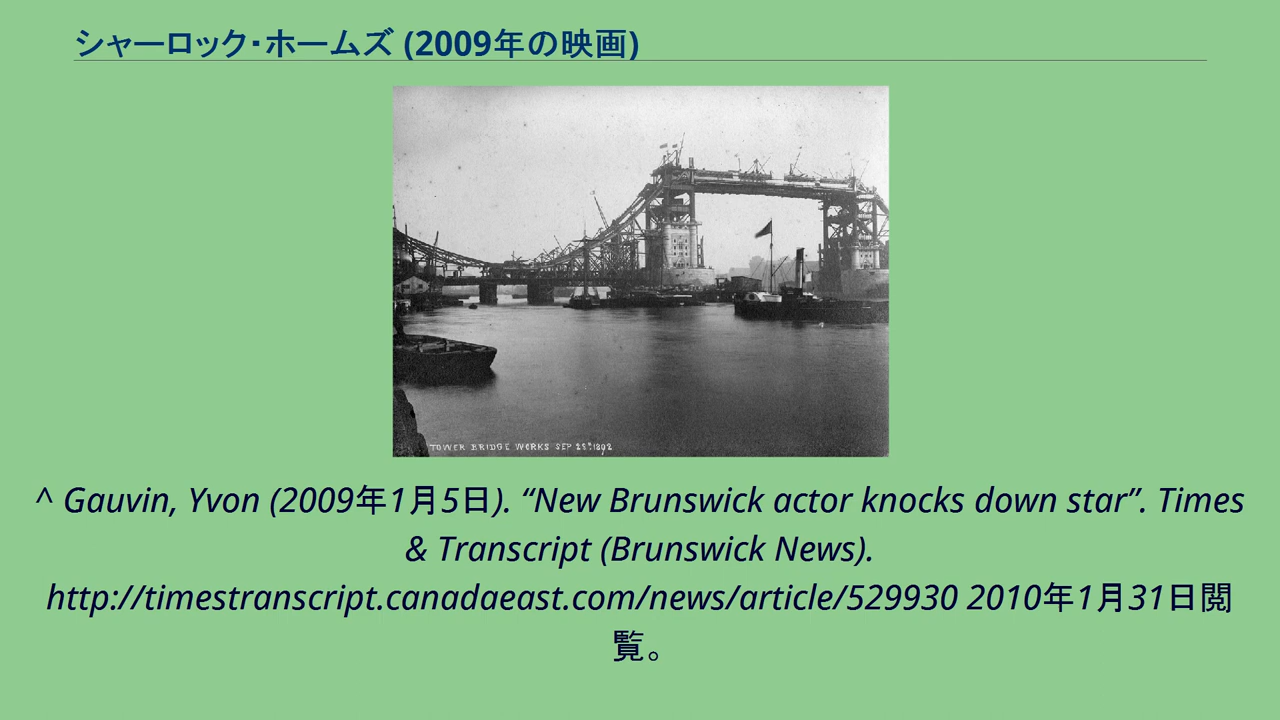 シャーロック・ホームズ (2009年の映画)
TOWER BRIDGE WORKS SEP 28th 1892
^ Gauvin, Yvon (2009年1月5日). “New Brunswick actor knocks down star”. Times
& Transcript (Brunswick News).
http://timestranscript.canadaeast.com/news/article/529930 2010年1月31日閲
覧。